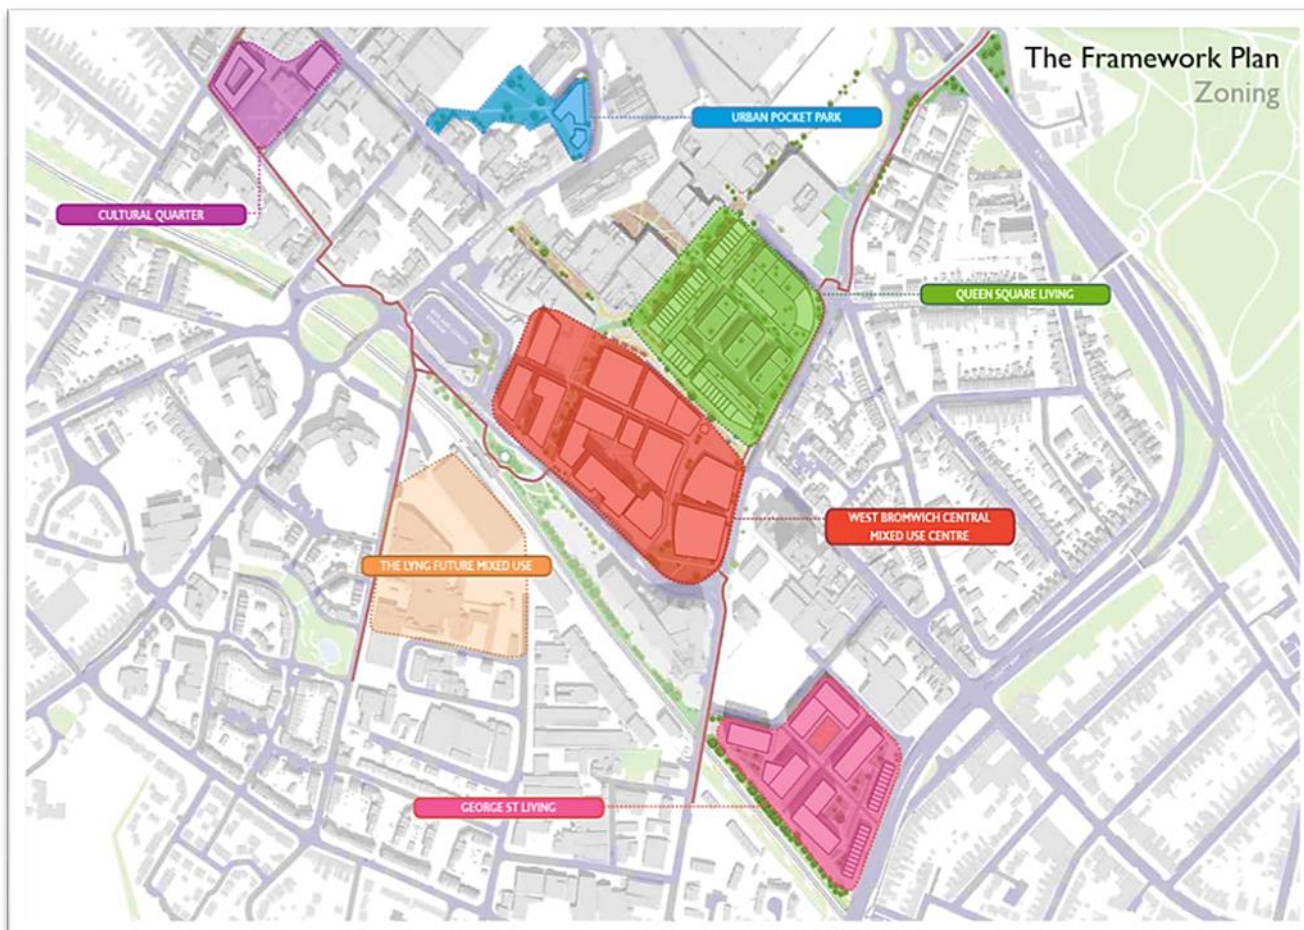 The Framework Plan
Zoning
URBAN POCKET PARK
CULTURAL QUARTER
QUEEN SQUARE LIVING
WEST BROMWICH CENTRAL
MIXED USE CENTRE
THE LYNG FUTURE MIXED USE
GEORGE ST LIVING